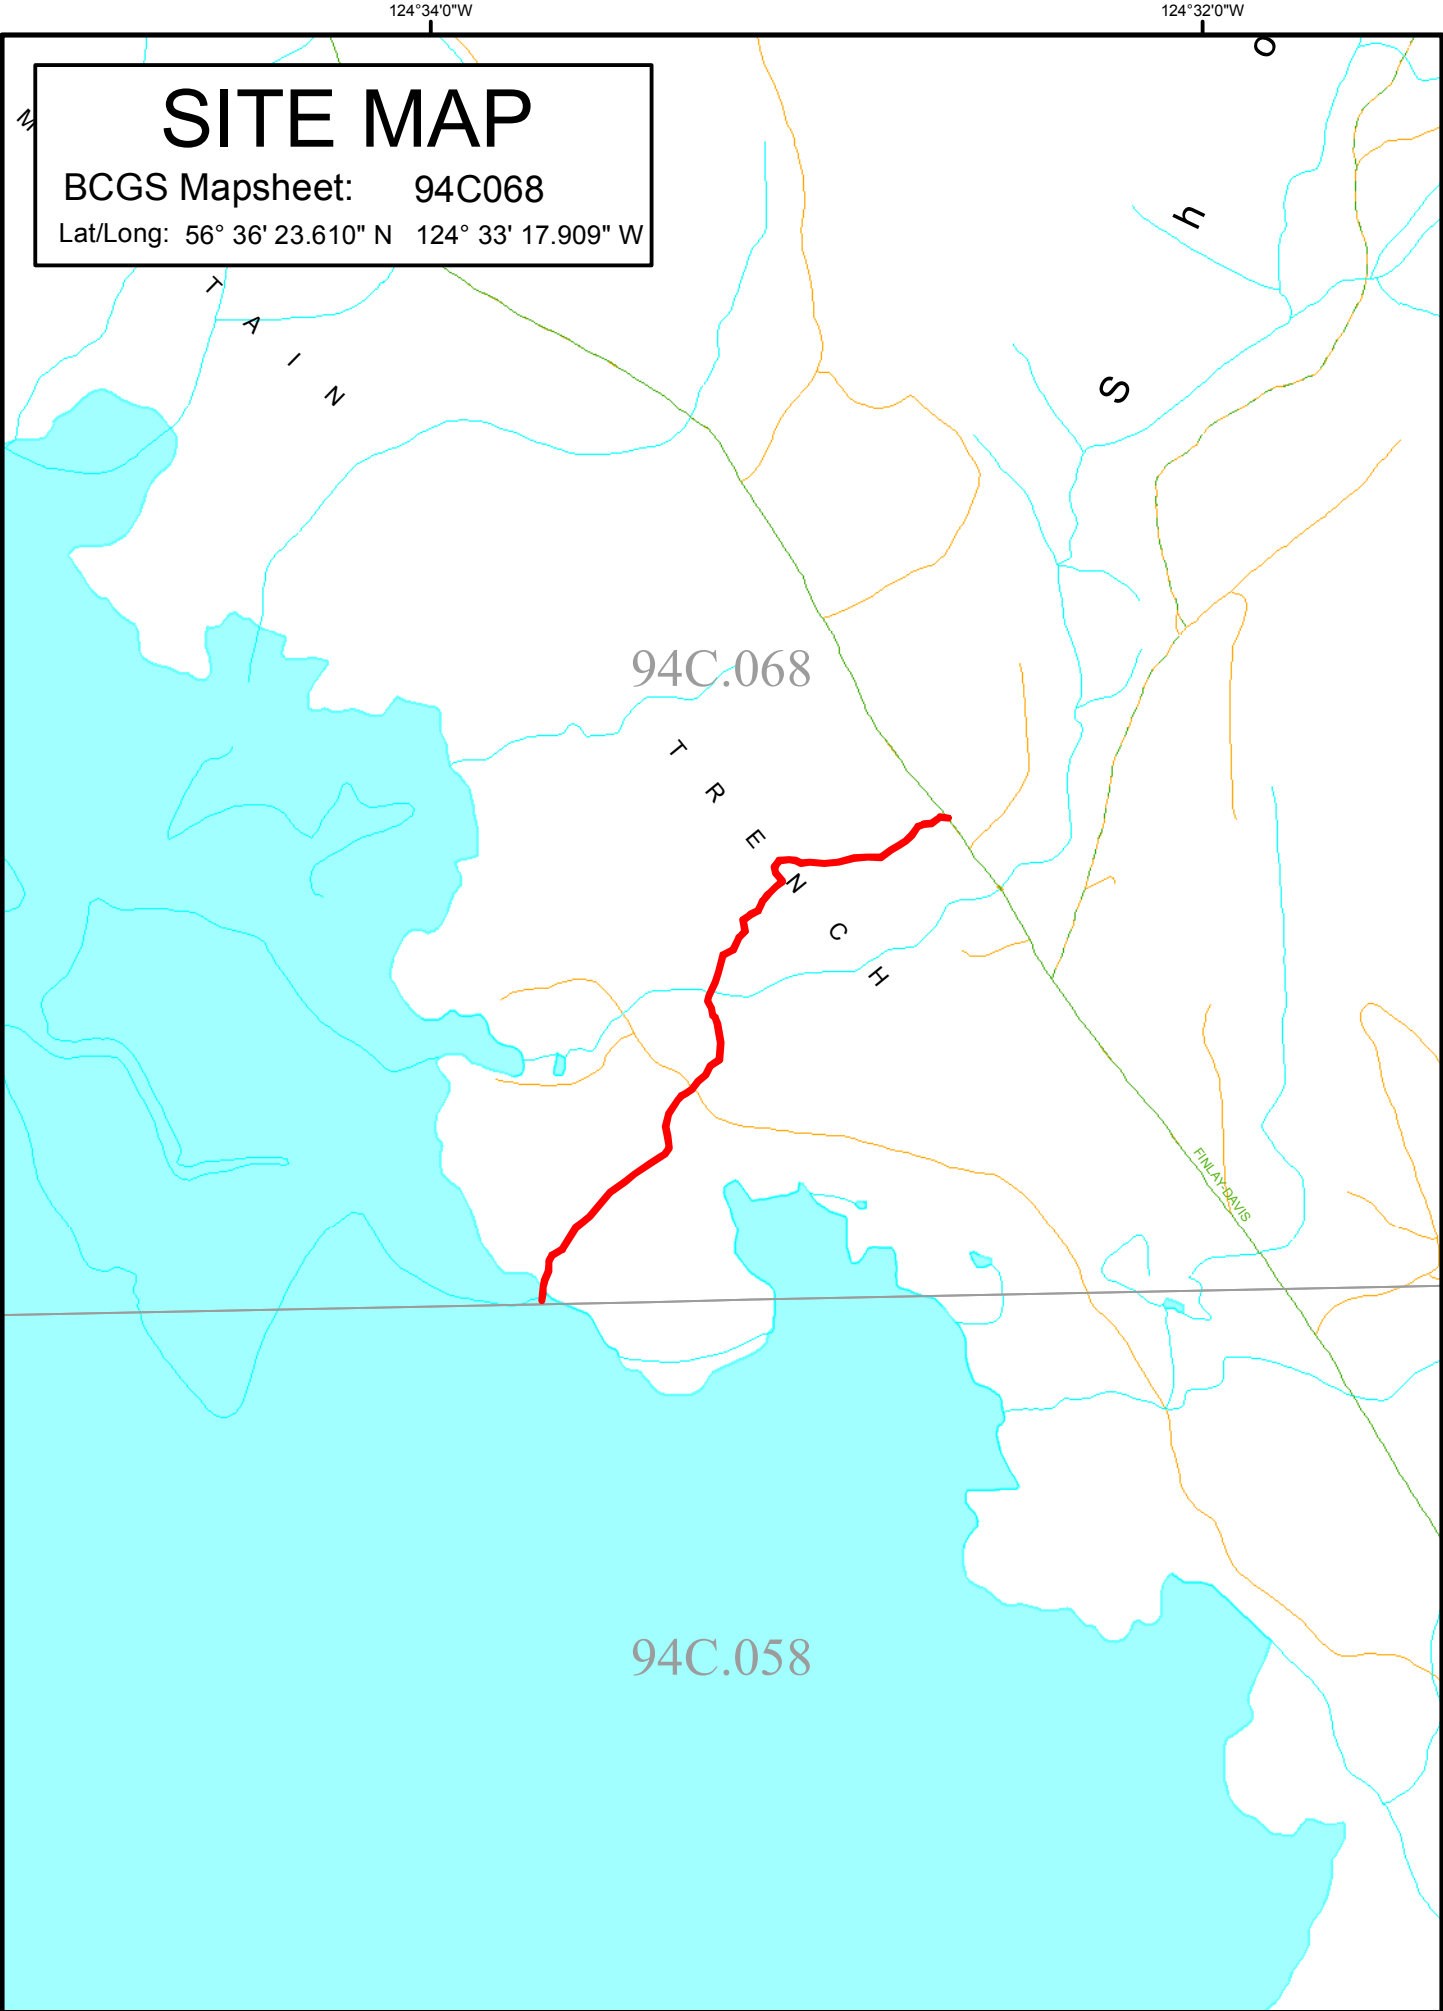 124°34'0"W
124°32'0"W
SITE MAP
BCGS Mapsheet: 94C068
Lat/Long: 56° 36' 23.610" N 124° 33' 17.909" W
M
T A I N
o
h
S
94C.068
T R E N C H
FINLAY-DAVIS
94C.058